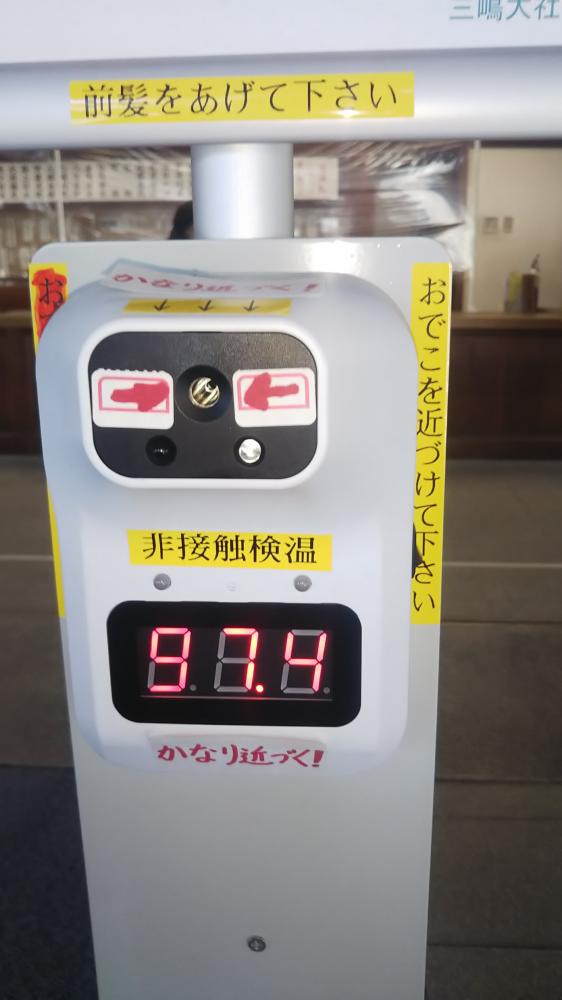 三嶋大社
前髪をあげて下さい
かなり近づく!
↑ ↑ ↑
お
おでこを近づけて下さい
非接触検温
97.4
かなり近づく!